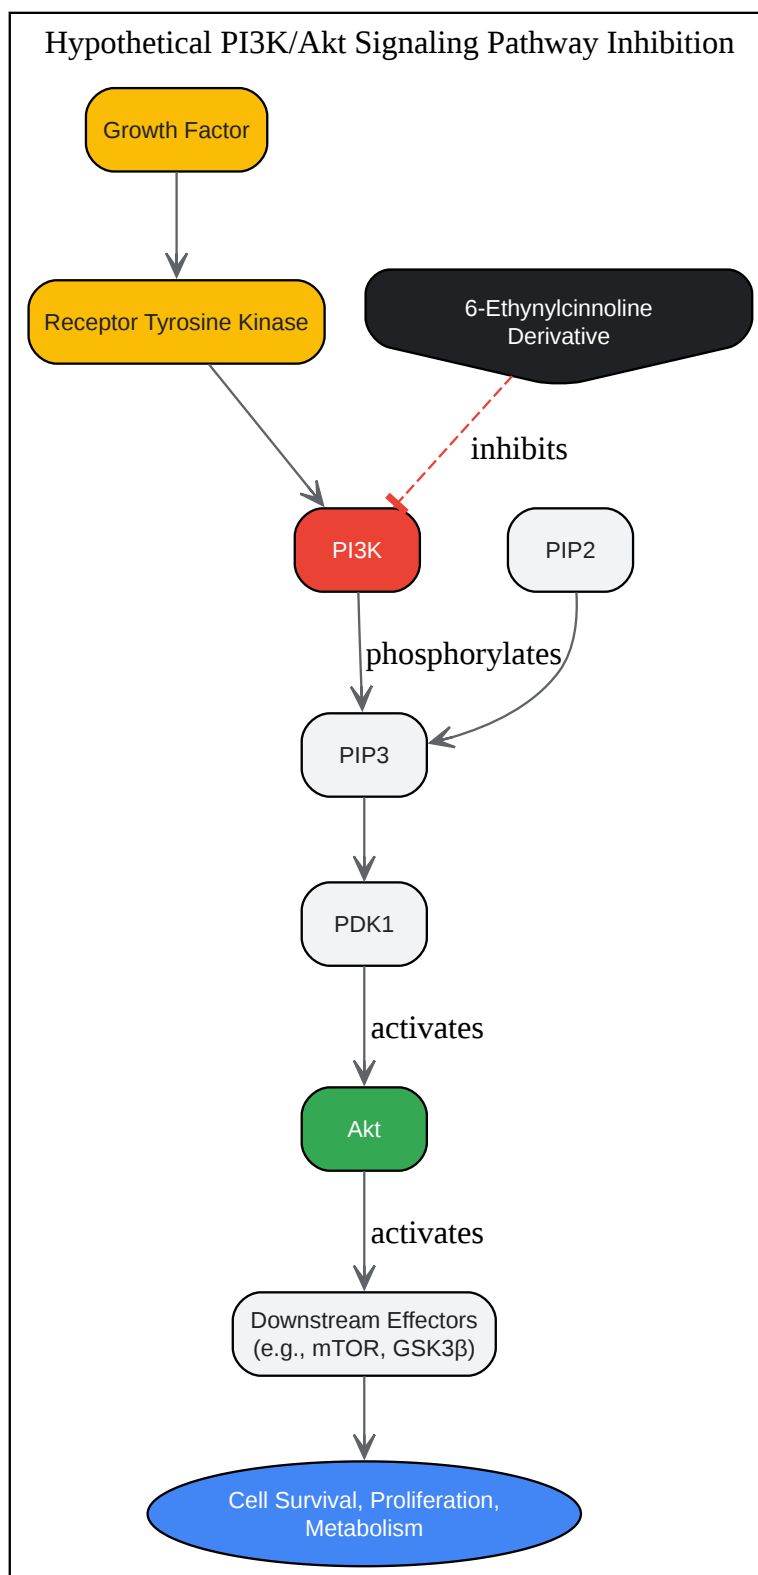 Hypothetical PI3K/Akt Signaling Pathway Inhibition
Growth Factor
Receptor Tyrosine Kinase
6-Ethynylcinnoline
Derivative
inhibits
PI3K
PIP2
phosphorylates
PIP3
PDK1
activates
Akt
activates
Downstream Effectors
(e.g., mTOR, GSK3β)
Cell Survival, Proliferation,
Metabolism